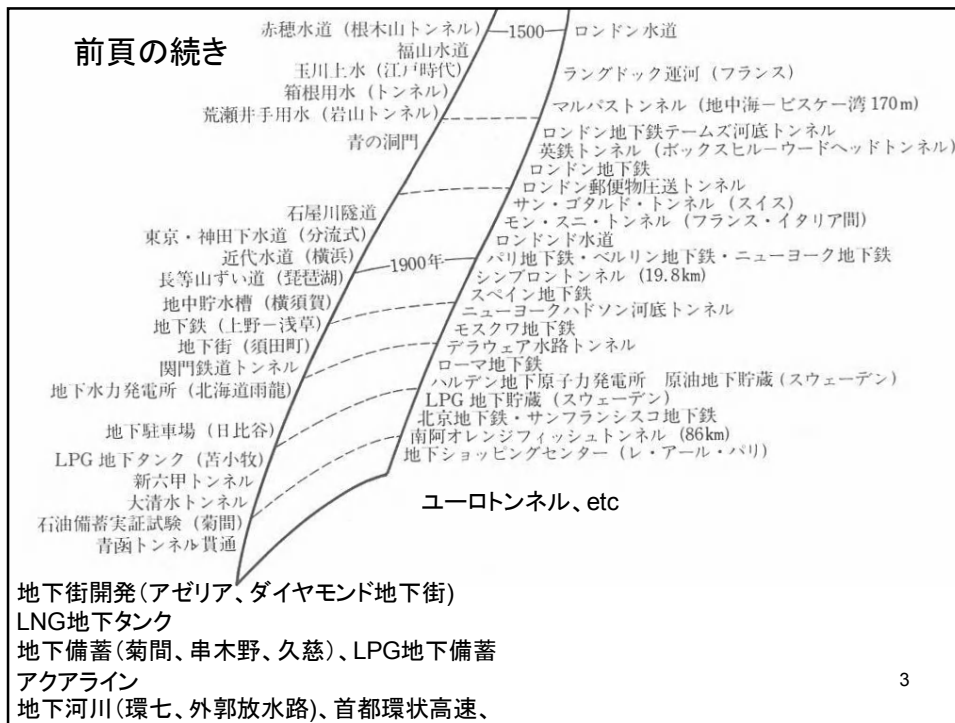 前頁の続き
赤穂水道 (根木山トンネル)
福山水道
玉川上水 (江戸時代)
箱根用水 (トンネル)
荒瀬井手用水 (岩山トンネル)
青の洞門
石屋川隧道
東京・神田下水道 (分流式)
近代水道 (横浜)
長等山ずい道 (琵琶湖)
地中貯水槽 (横須賀)
地下鉄 (上野－浅草)
地下街 (須田町)
関門鉄道トンネル
地下水力発電所 (北海道雨龍)
地下駐車場 (日比谷)
LPG 地下タンク (苫小牧)
新六甲トンネル
大清水トンネル
石油備蓄実証試験 (菊間)
青函トンネル貫通
1500
1900年
ロンドン水道
ラングドック運河 (フランス)
マルパストンネル (地中海－ビスケー湾 170m)
ロンドン地下鉄テームズ河底トンネル
英鉄トンネル (ボックスヒル－ウードヘッドトンネル)
ロンドン地下鉄
ロンドン郵便物圧送トンネル
サン・ゴタルド・トンネル (スイス)
モン・スニ・トンネル (フランス・イタリア間)
ロンドンド水道
パリ地下鉄・ベルリン地下鉄・ニューヨーク地下鉄
シンプロントンネル (19.8km)
スペイン地下鉄
ニューヨークハドソン河底トンネル
モスクワ地下鉄
デラウェア水路トンネル
ローマ地下鉄
ハルデン地下原子力発電所 原油地下貯蔵 (スウェーデン)
LPG 地下貯蔵 (スウェーデン)
北京地下鉄・サンフランシスコ地下鉄
南阿オレンジフィッシュトンネル (86km)
地下ショッピングセンター (レ・アール・パリ)
ユーロトンネル、etc
地下街開発(アゼリア、ダイヤモンド地下街)
LNG地下タンク
地下備蓄(菊間、串木野、久慈)、LPG地下備蓄
アクアライン
地下河川(環七、外郭放水路)、首都環状高速、
3